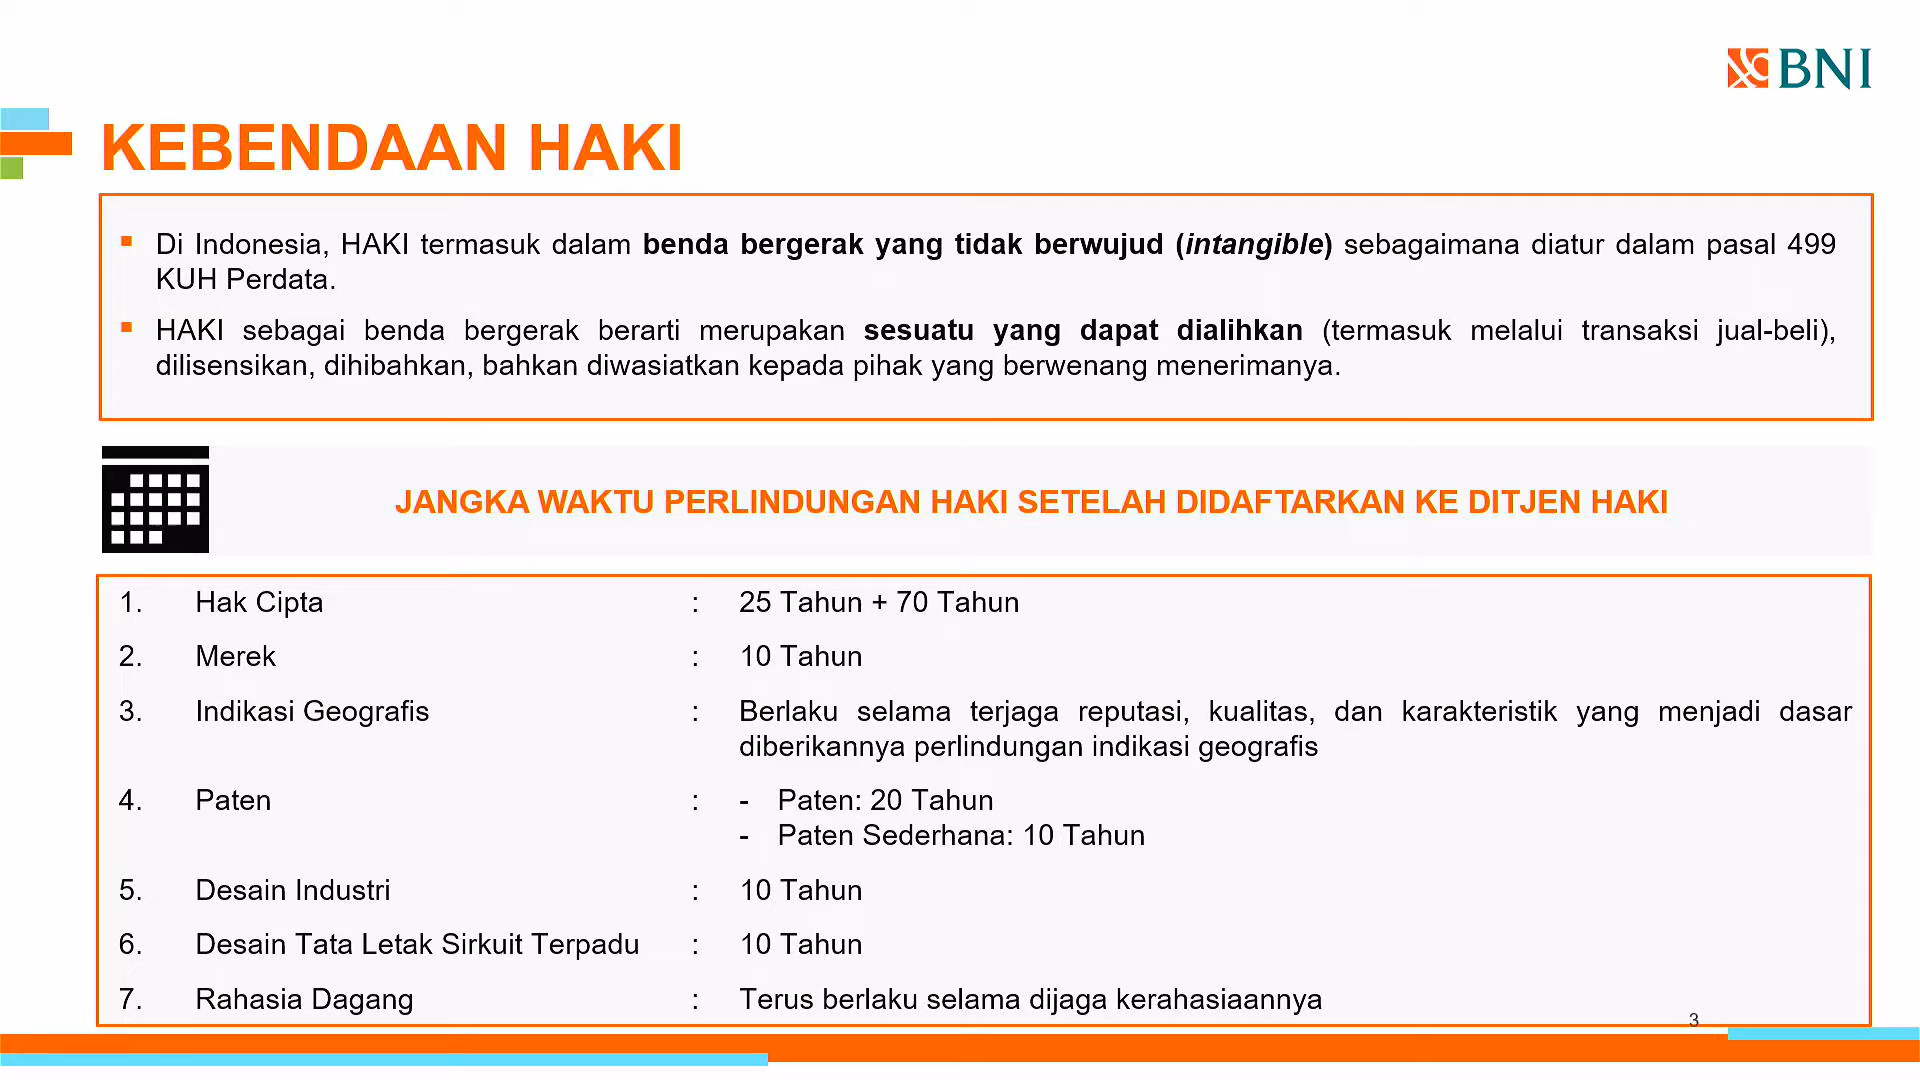 BNI
KEBENDAAN HAKI
▪ Di Indonesia, HAKI termasuk dalam benda bergerak yang tidak berwujud (intangible) sebagaimana diatur dalam pasal 499
KUH Perdata.
▪ HAKI sebagai benda bergerak berarti merupakan sesuatu yang dapat dialihkan (termasuk melalui transaksi jual-beli),
dilisensikan, dihibahkan, bahkan diwasiatkan kepada pihak yang berwenang menerimanya.
JANGKA WAKTU PERLINDUNGAN HAKI SETELAH DIDAFTARKAN KE DITJEN HAKI
1. Hak Cipta : 25 Tahun + 70 Tahun
2. Merek : 10 Tahun
3. Indikasi Geografis : Berlaku selama terjaga reputasi, kualitas, dan karakteristik yang menjadi dasar
diberikannya perlindungan indikasi geografis
4. Paten : - Paten: 20 Tahun
- Paten Sederhana: 10 Tahun
5. Desain Industri : 10 Tahun
6. Desain Tata Letak Sirkuit Terpadu : 10 Tahun
7. Rahasia Dagang : Terus berlaku selama dijaga kerahasiaannya
3